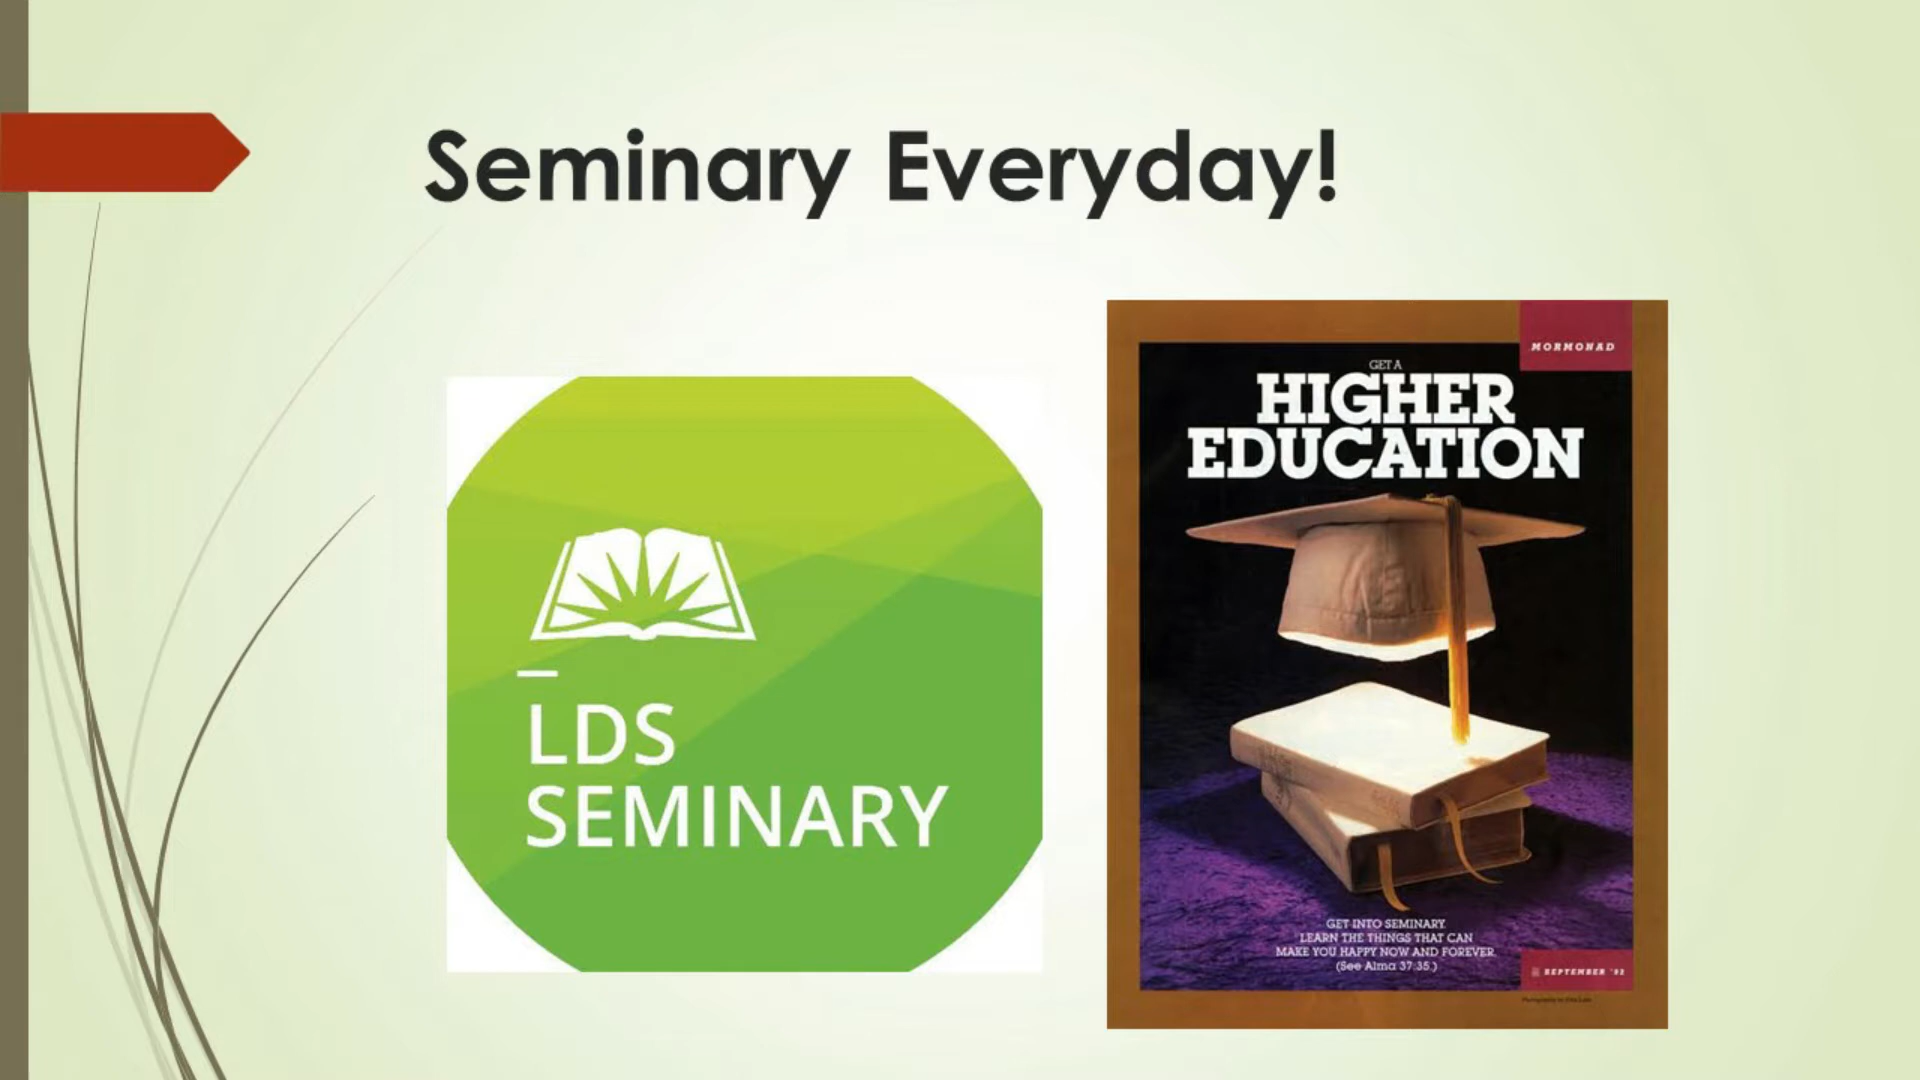 Seminary Everyday!
LDS
SEMINARY
MORMONAD
GET A
HIGHER
EDUCATION
GET INTO SEMINARY.
LEARN THE THINGS THAT CAN
MAKE YOU HAPPY NOW AND FOREVER.
(See Alma 37:35.)
SEPTEMBER '92